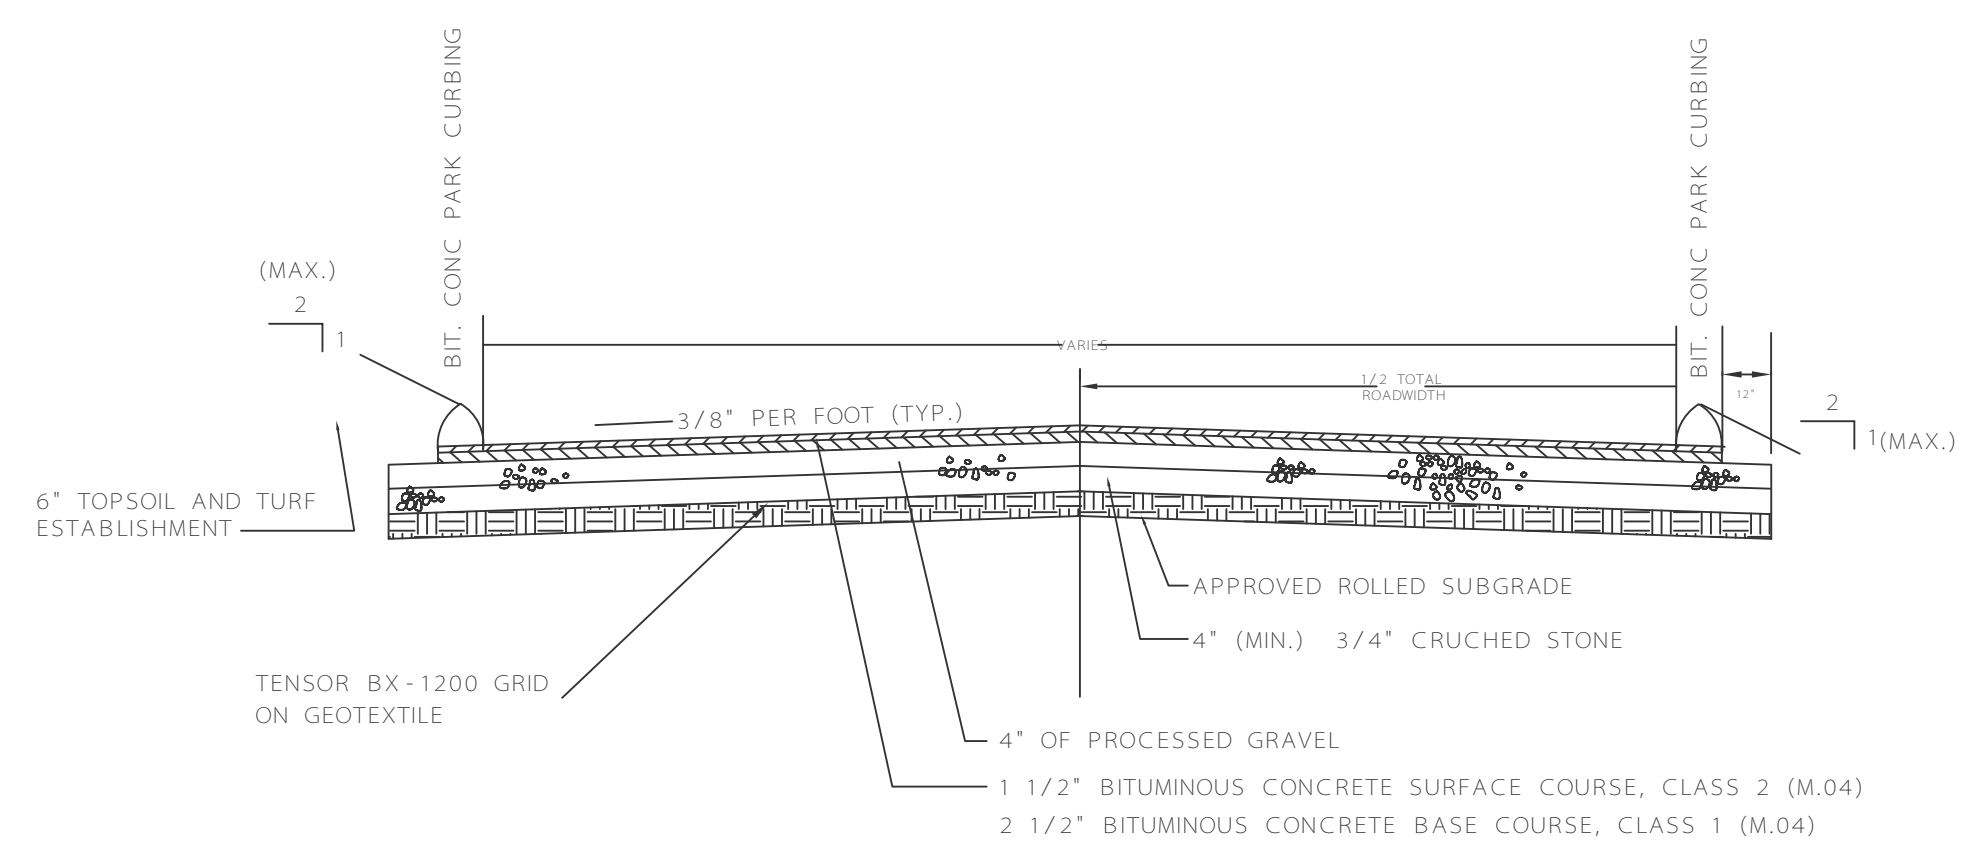 BIT. CONC PARK CURBING
BIT. CONC PARK CURBING
(MAX.)
2
1
VARIES
1/2 TOTAL
ROADWIDTH
12"
2
1(MAX.)
3/8" PER FOOT (TYP.)
6" TOPSOIL AND TURF
ESTABLISHMENT
APPROVED ROLLED SUBGRADE
4" (MIN.) 3/4" CRUCHED STONE
TENSOR BX-1200 GRID
ON GEOTEXTILE
4" OF PROCESSED GRAVEL
1 1/2" BITUMINOUS CONCRETE SURFACE COURSE, CLASS 2 (M.04)
2 1/2" BITUMINOUS CONCRETE BASE COURSE, CLASS 1 (M.04)